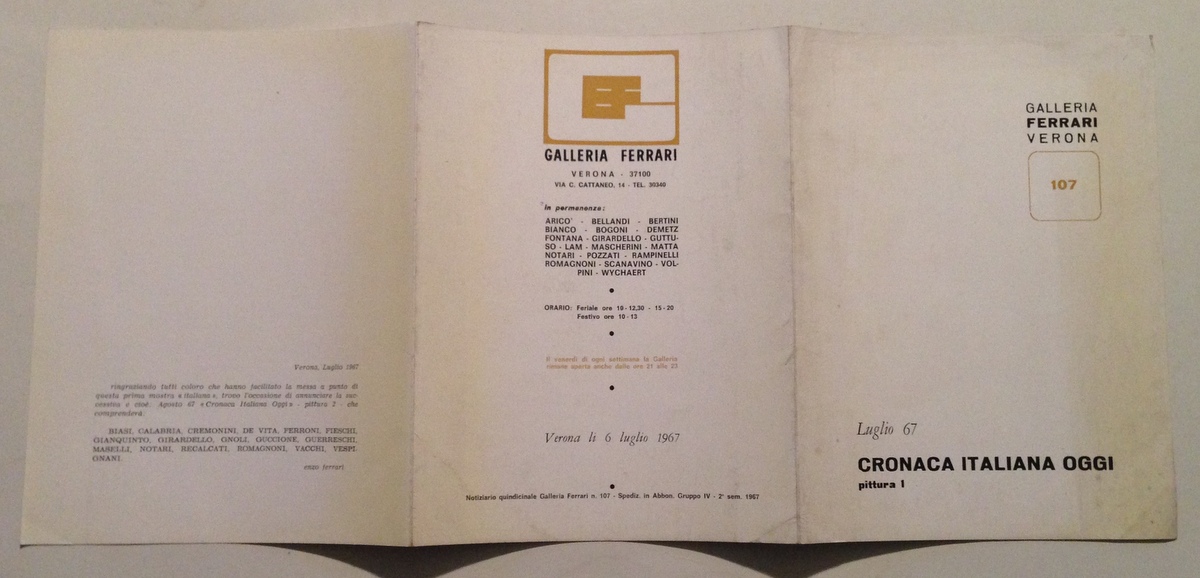 Verona, Luglio 1967
ringraziando tutti coloro che hanno facilitato la messa a punto di
questa prima mostra « italiana », trovo l'occasione di annunciare la suc-
cessiva e cioè: Agosto 67 « Cronaca Italiana Oggi » - pittura 2 - che
comprenderà:
BIASI, CALABRIA, CREMONINI, DE VITA, FERRONI, FIESCHI,
GIANQUINTO, GIRARDELLO, GNOLI, GUCCIONE, GUERRESCHI,
MASELLI, NOTARI, RECALCATI, ROMAGNONI, VACCHI, VESPI-
GNANI.
enzo ferrari
GALLERIA FERRARI
VERONA - 37100
VIA C. CATTANEO, 14 - TEL. 30340
in permanenza:
ARICO' - BELLANDI - BERTINI
BIANCO - BOGONI - DEMETZ
FONTANA - GIRARDELLO - GUTTU-
SO - LAM - MASCHERINI - MATTA
NOTARI - POZZATI - RAMPINELLI
ROMAGNONI - SCANAVINO - VOL-
PINI - WYCHAERT
ORARIO: Feriale ore 10-12,30 - 15-20
Festivo ore 10-13
Il venerdì di ogni settimana la Galleria
rimane aperta anche dalle ore 21 alle 23
Verona lì 6 luglio 1967
Notiziario quindicinale Galleria Ferrari n. 107 - Spediz. in Abbon. Gruppo IV - 2° sem. 1967
GALLERIA
FERRARI
VERONA
107
Luglio 67
CRONACA ITALIANA OGGI
pittura 1